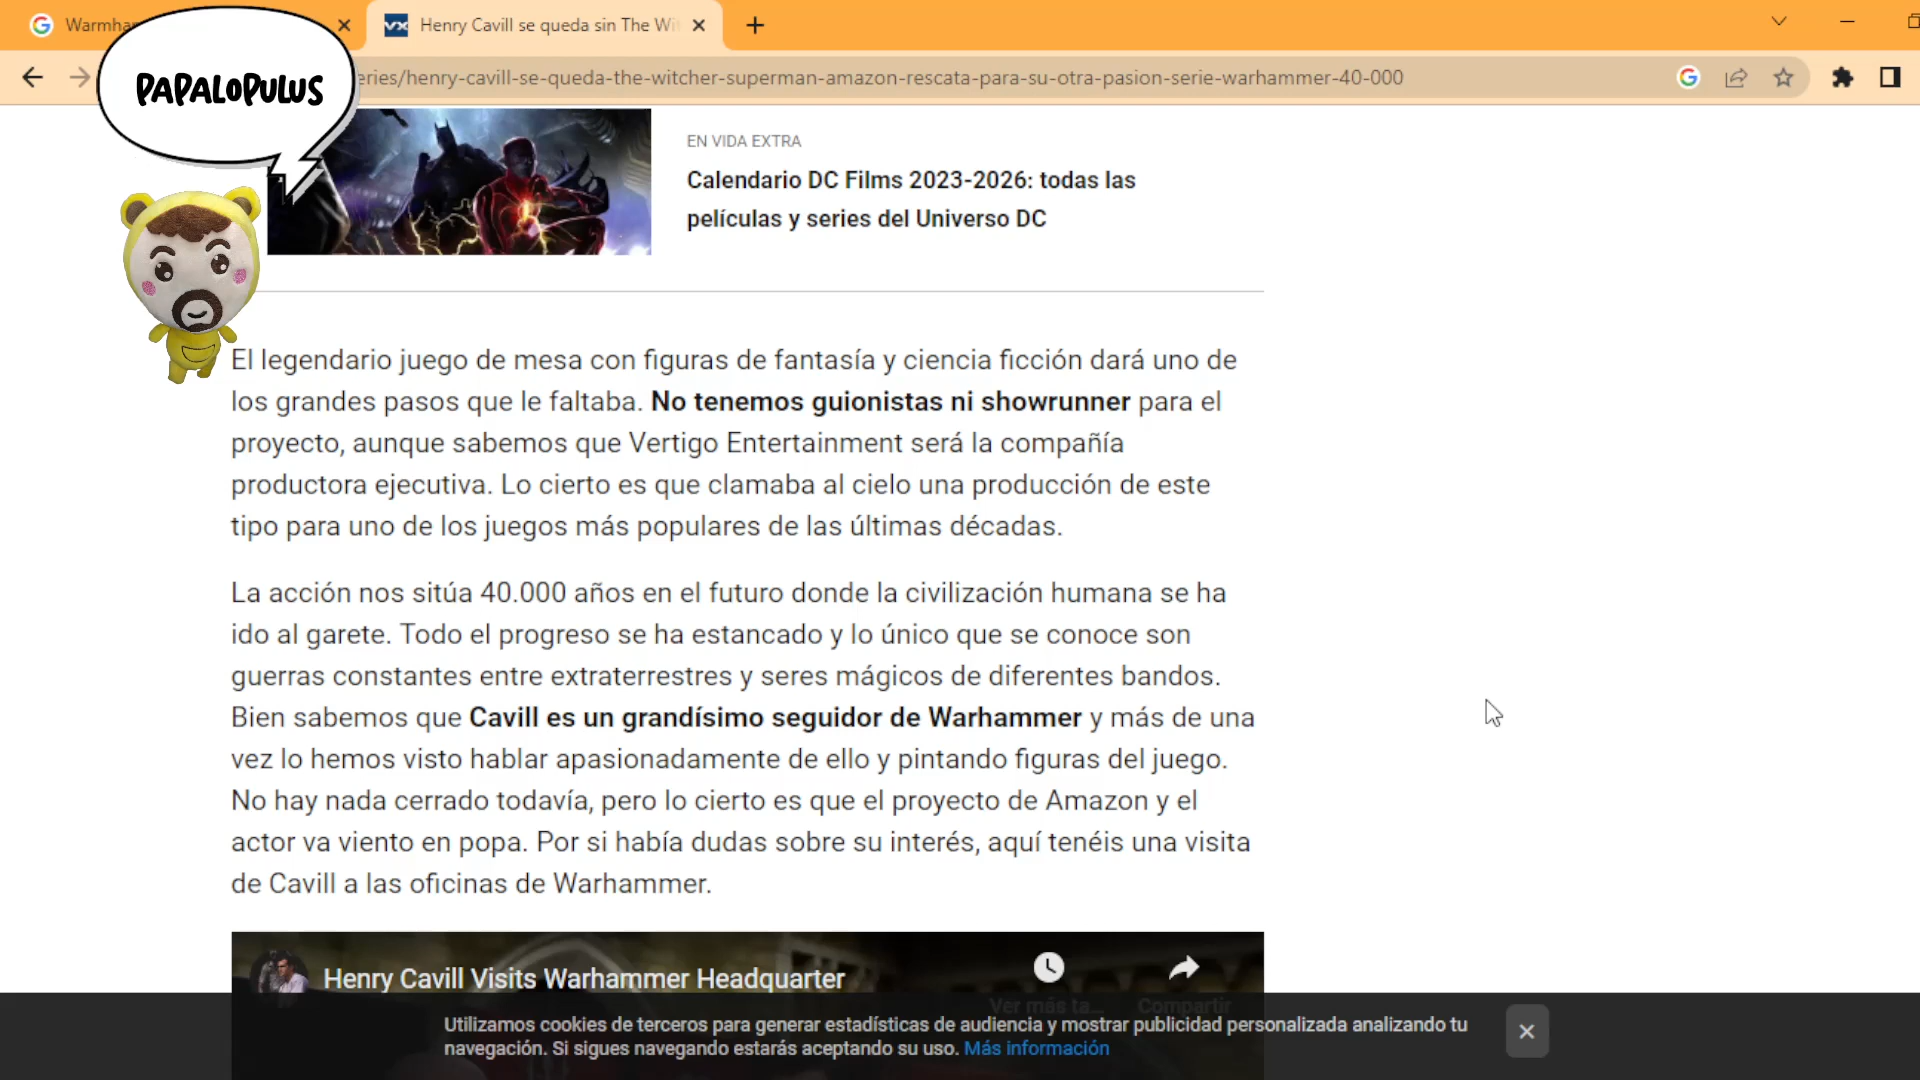 Warmha
Henry Cavill se queda sin The Wi
eries/henry-cavill-se-queda-the-witcher-superman-amazon-rescata-para-su-otra-pasion-serie-warhammer-40-000
PAPALOPULUS
EN VIDA EXTRA
Calendario DC Films 2023-2026: todas las
películas y series del Universo DC
El legendario juego de mesa con figuras de fantasía y ciencia ficción dará uno de
los grandes pasos que le faltaba. No tenemos guionistas ni showrunner para el
proyecto, aunque sabemos que Vertigo Entertainment será la compañía
productora ejecutiva. Lo cierto es que clamaba al cielo una producción de este
tipo para uno de los juegos más populares de las últimas décadas.
La acción nos sitúa 40.000 años en el futuro donde la civilización humana se ha
ido al garete. Todo el progreso se ha estancado y lo único que se conoce son
guerras constantes entre extraterrestres y seres mágicos de diferentes bandos.
Bien sabemos que Cavill es un grandísimo seguidor de Warhammer y más de una
vez lo hemos visto hablar apasionadamente de ello y pintando figuras del juego.
No hay nada cerrado todavía, pero lo cierto es que el proyecto de Amazon y el
actor va viento en popa. Por si había dudas sobre su interés, aquí tenéis una visita
de Cavill a las oficinas de Warhammer.
Henry Cavill Visits Warhammer Headquarter
Ver más ta... Compartir
Utilizamos cookies de terceros para generar estadísticas de audiencia y mostrar publicidad personalizada analizando tu
navegación. Si sigues navegando estarás aceptando su uso. Más información